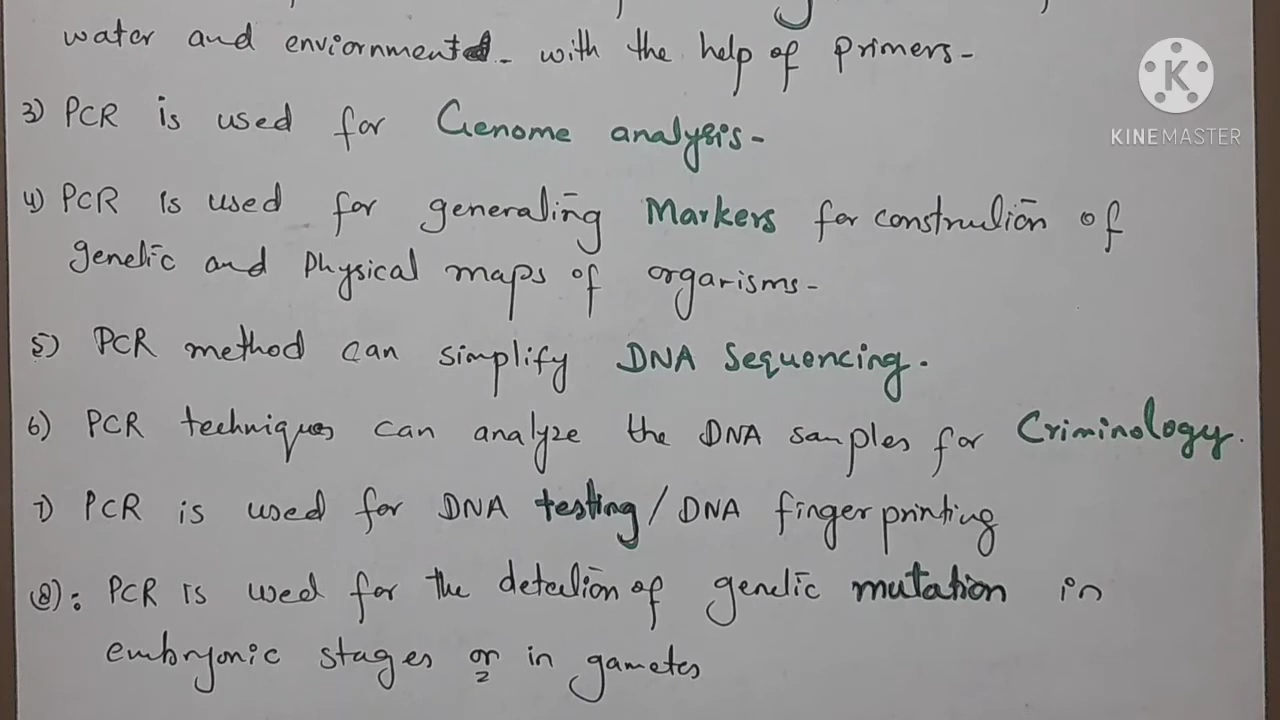 water and enviornmental - with the help of primers -
3) PCR is used for Genome analysis -
4) PCR is used for generating Markers for construction of
genetic and Physical maps of organisms -
5) PCR method can simplify DNA Sequencing.
6) PCR techniques can analyze the DNA samples for Criminology.
7) PCR is used for DNA testing / DNA finger printing
(8): PCR is used for the detection of genetic mutation in
embryonic stages or in gametes
KINEMASTER